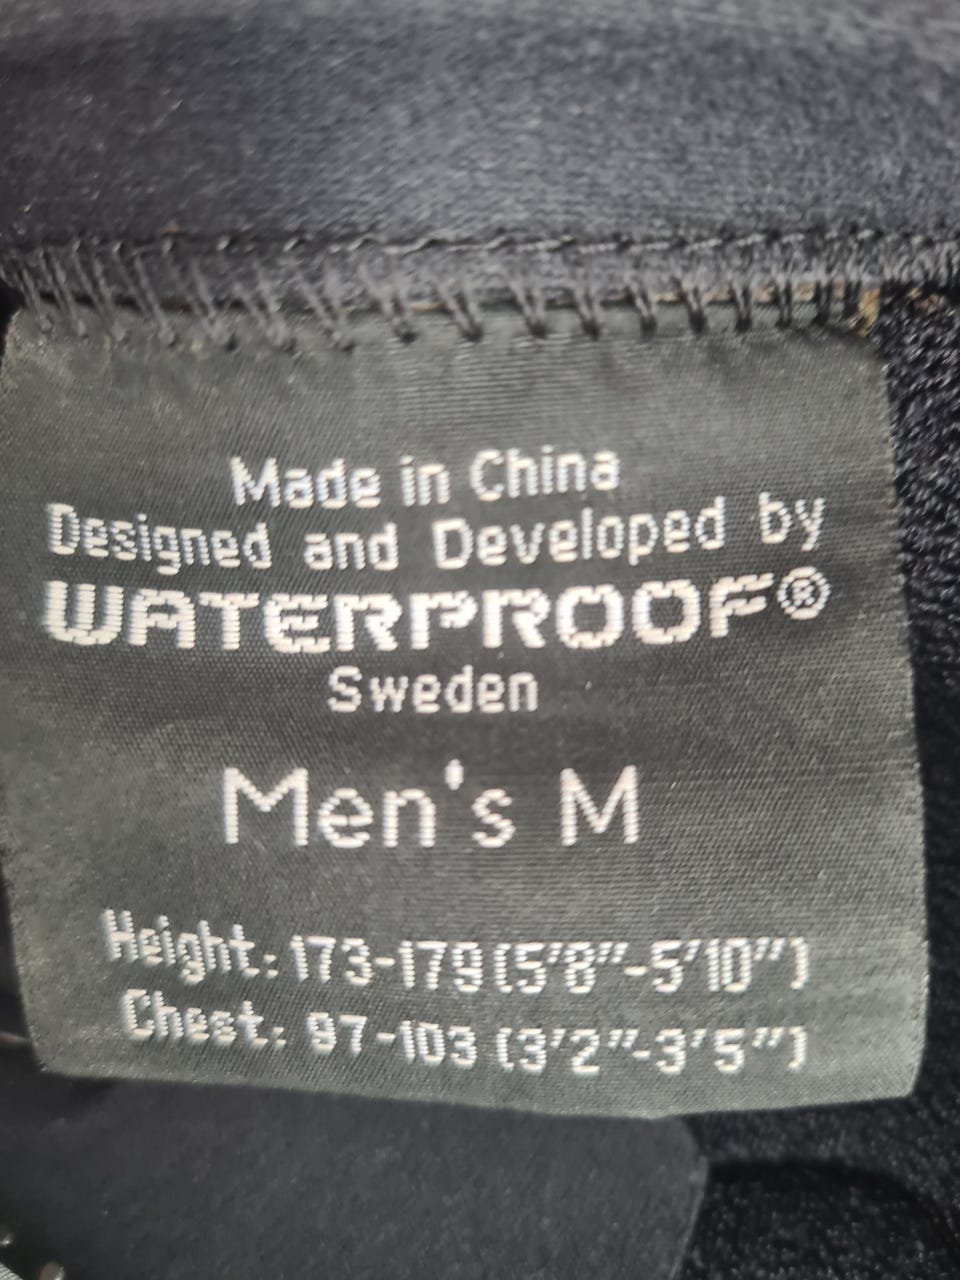 Made in China
Designed and Developed by
WATERPROOF®
Sweden
Men's M
Height: 173-179 (5'8"-5'10")
Chest: 97-103 (3'2"-3'5")